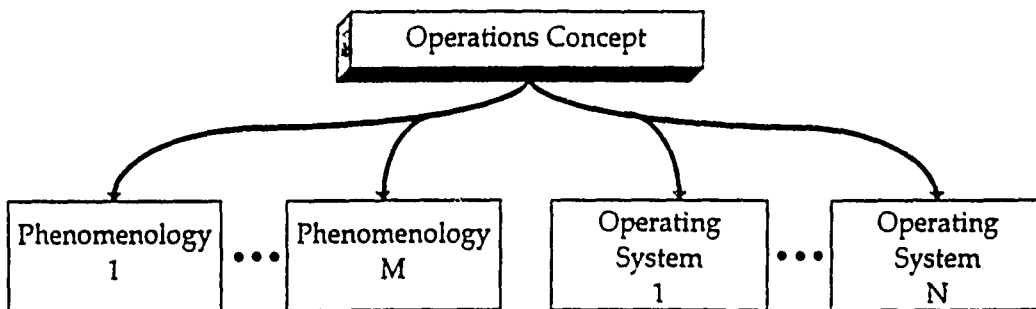 Operations Concept
Phenomenology
1
•••
Phenomenology
M
Operating
System
1
•••
Operating
System
N